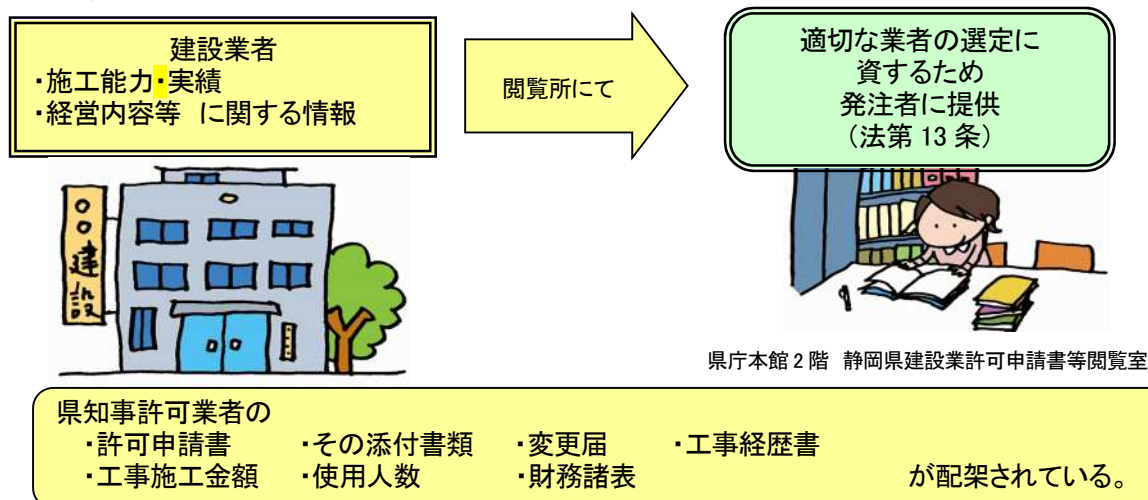 建設業者
・施工能力・実績
・経営内容等 に関する情報
閲覧所にて
適切な業者の選定に
資するため
発注者に提供
(法第 13 条)
○○建設
県庁本館 2 階 静岡県建設業許可申請書等閲覧室
県知事許可業者の
・許可申請書 ・その添付書類 ・変更届 ・工事経歴書
・工事施工金額 ・使用人数 ・財務諸表 が配架されている。